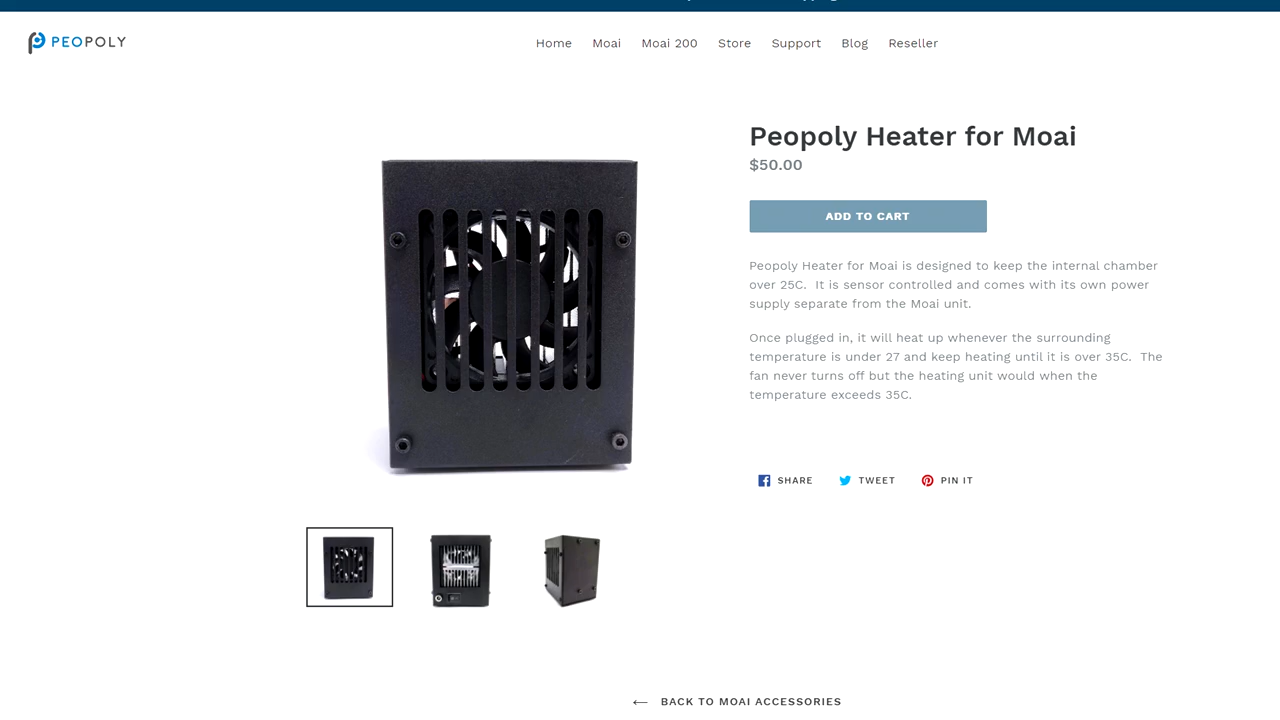 PEOPOLY
Home Moai Moai 200 Store Support Blog Reseller
Peopoly Heater for Moai
$50.00
ADD TO CART
Peopoly Heater for Moai is designed to keep the internal chamber
over 25C. It is sensor controlled and comes with its own power
supply separate from the Moai unit.
Once plugged in, it will heat up whenever the surrounding
temperature is under 27 and keep heating until it is over 35C. The
fan never turns off but the heating unit would when the
temperature exceeds 35C.
SHARE TWEET PIN IT
BACK TO MOAI ACCESSORIES